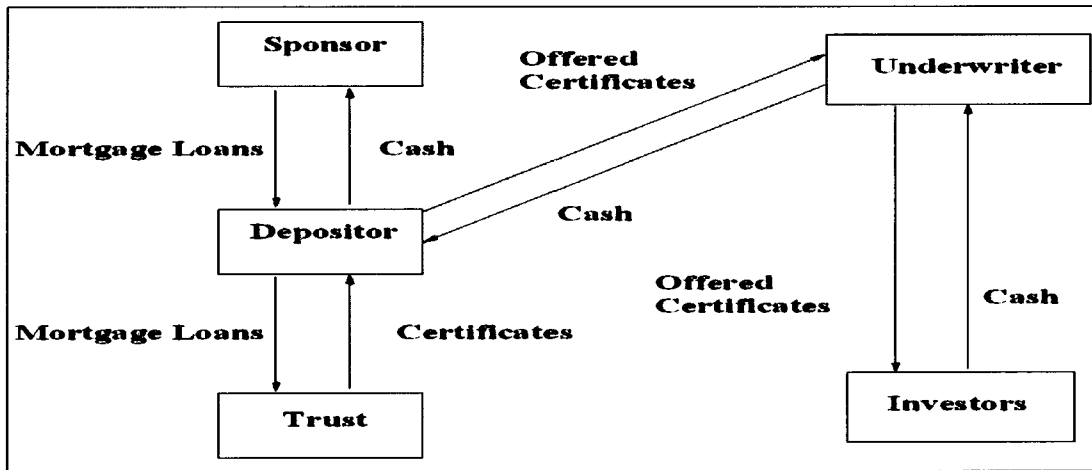 Sponsor
Offered
Certificates
Underwriter
Mortgage Loans
Cash
Cash
Depositor
Offered
Certificates
Cash
Mortgage Loans
Certificates
Trust
Investors